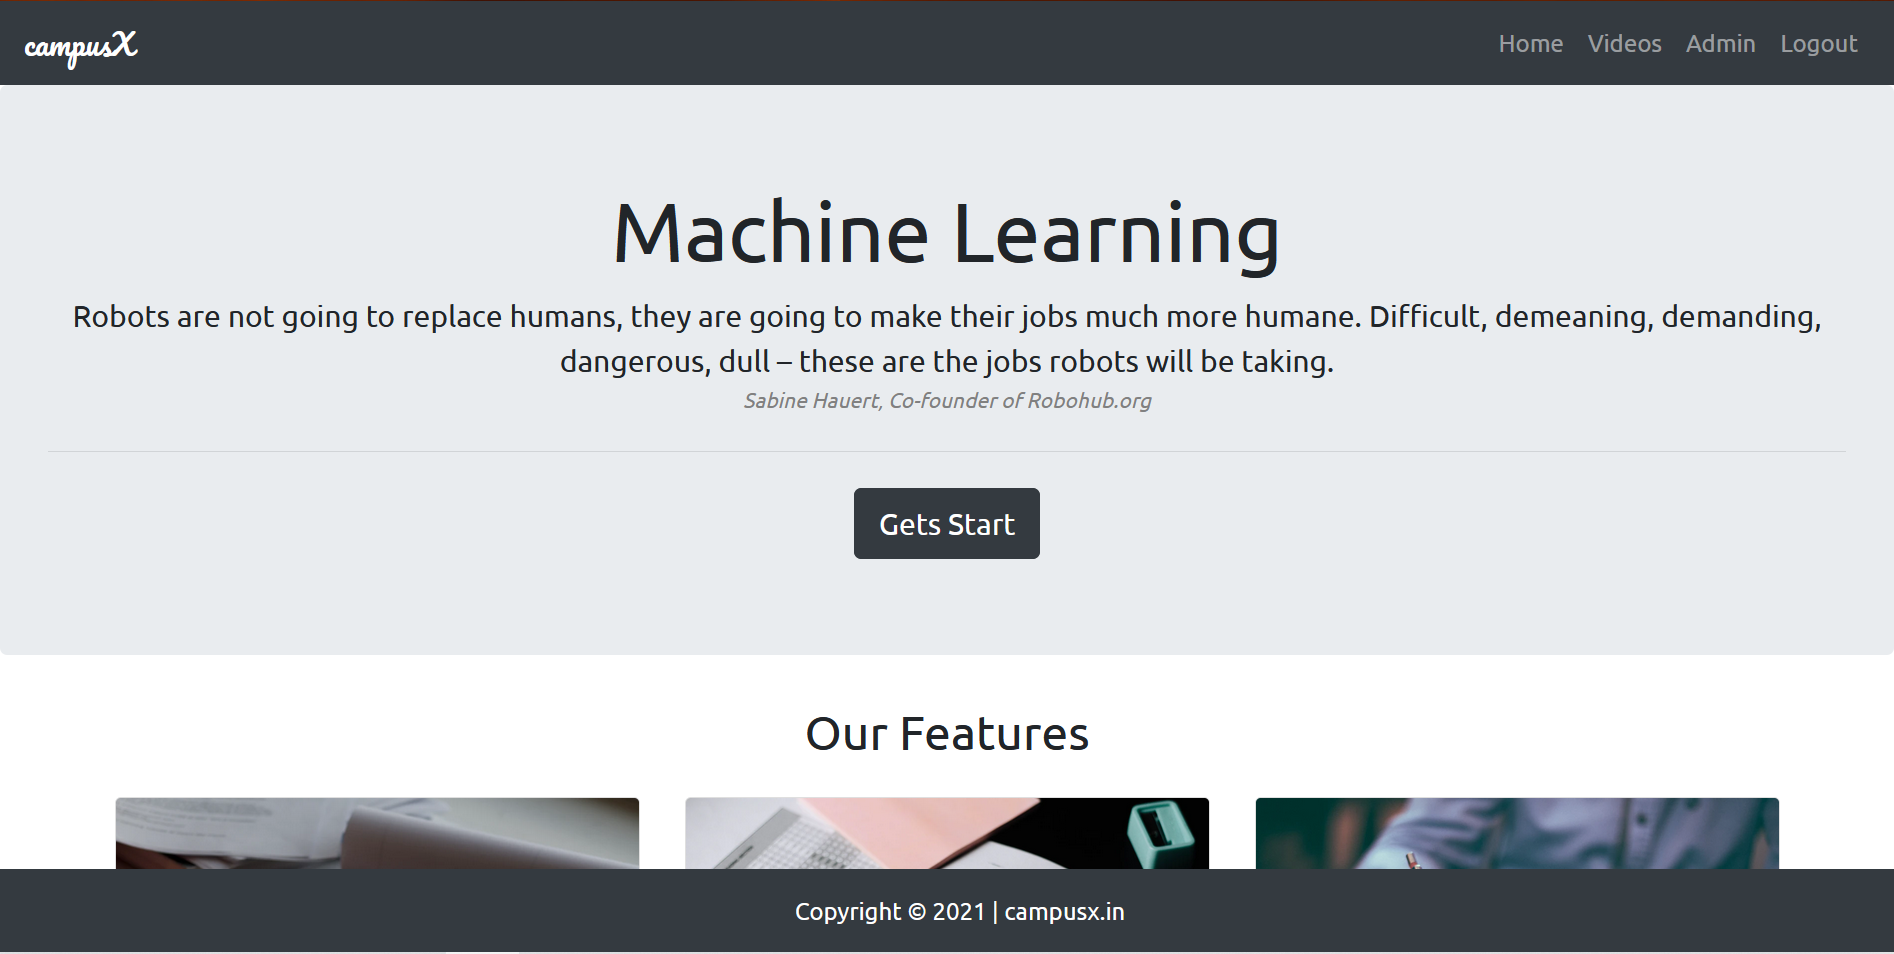 campusX
Home Videos Admin Logout
Machine Learning
Robots are not going to replace humans, they are going to make their jobs much more humane. Difficult, demeaning, demanding,
dangerous, dull – these are the jobs robots will be taking.
Sabine Hauert, Co-founder of Robohub.org
Gets Start
Our Features
Copyright © 2021 | campusx.in